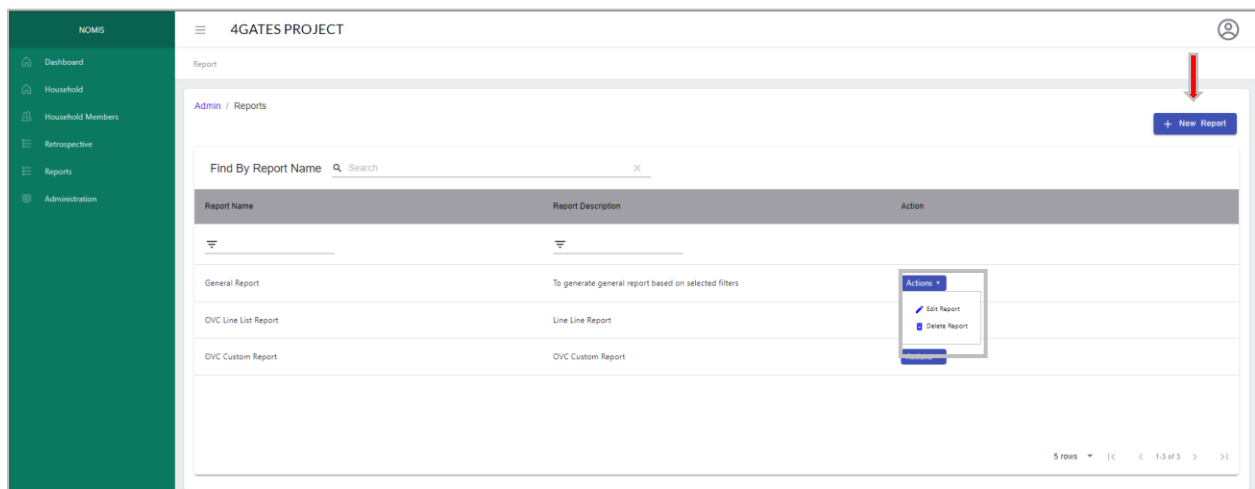 NOMIS
4GATES PROJECT
Dashboard
Report
Household
Household Members
Retrospective
Reports
Administration
Admin / Reports
+ New Report
Find By Report Name Search
Report Name Report Description Action
General Report To generate general report based on selected filters Actions
Edit Report
Delete Report
OVC Line List Report Line Line Report
OVC Custom Report OVC Custom Report
5 rows 1-3 of 3